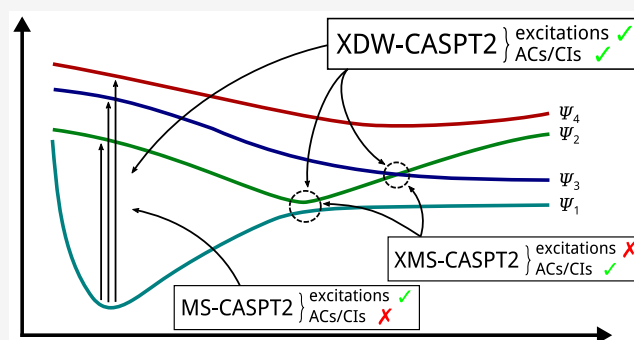 XDW-CASPT2 } excitations ✓
ACs/CIs ✓
Ψ4
Ψ2
Ψ3
Ψ1
XMS-CASPT2 } excitations ✗
ACs/CIs ✓
MS-CASPT2 } excitations ✓
ACs/CIs ✗